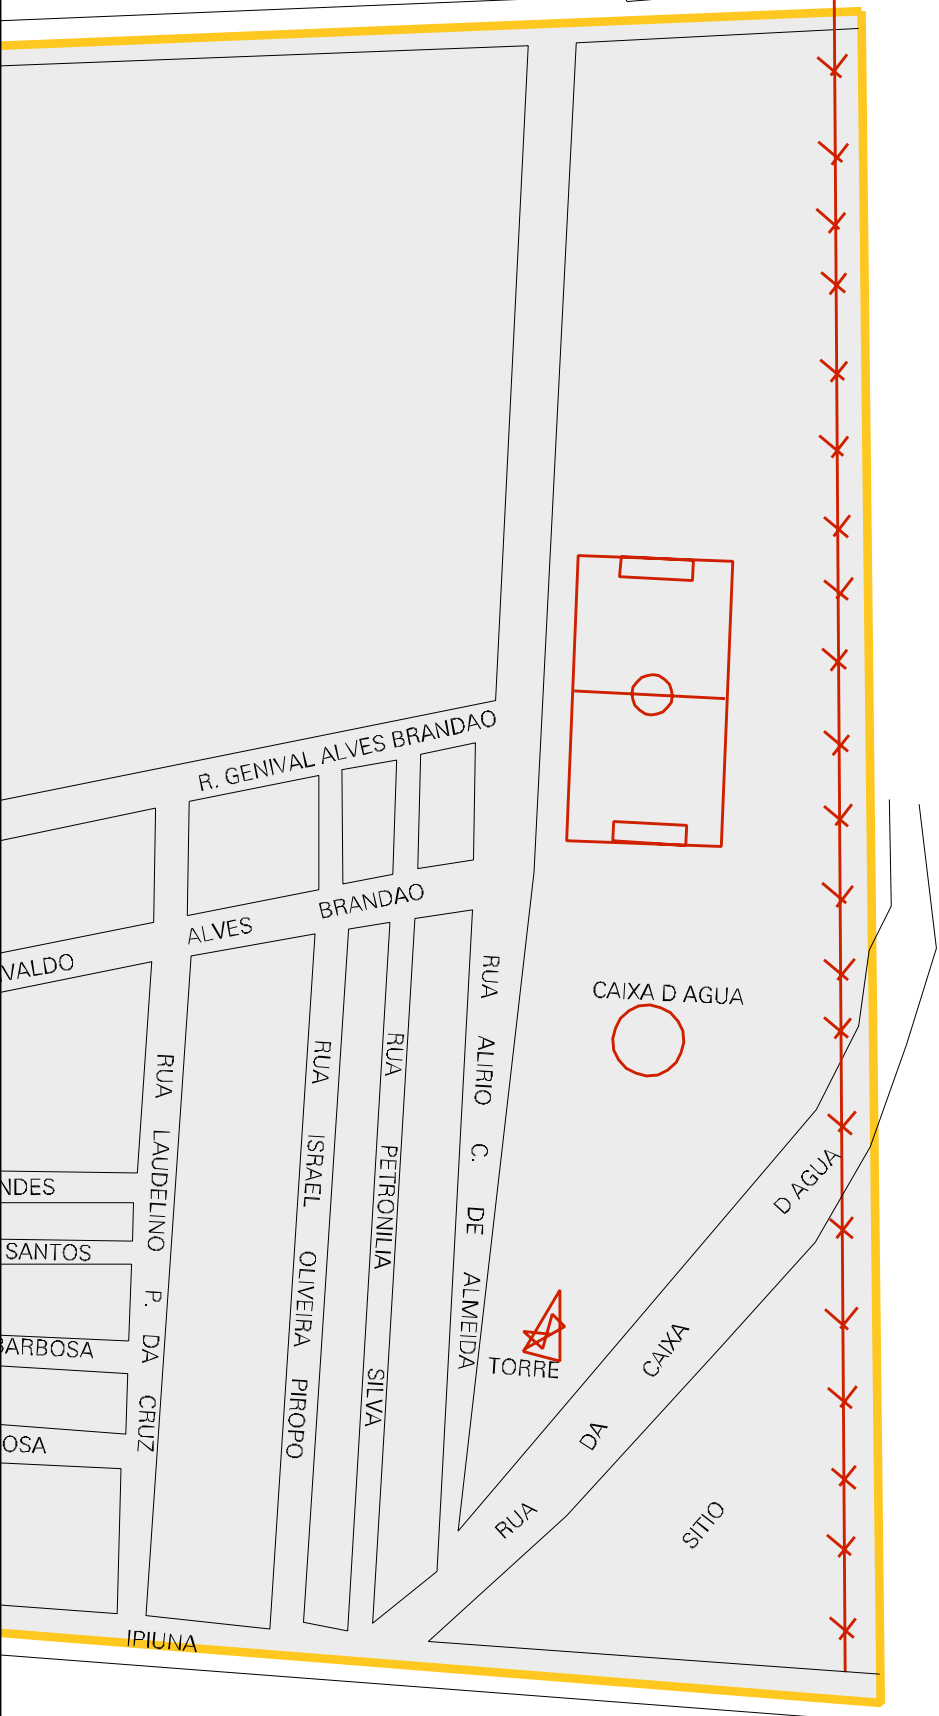 R. GENIVAL ALVES BRANDAO
VALDO ALVES BRANDAO
CAIXA D AGUA
RUA LAUDELINO P. DA CRUZ
RUA ISRAEL OLIVEIRA PIROPO
RUA PETRONILIA SILVA
RUA ALIRIO C. DE ALMEIDA
NDES
SANTOS
BARBOSA
OSA
TORRE
RUA DA CAIXA D AGUA
SITIO
IPIUNA